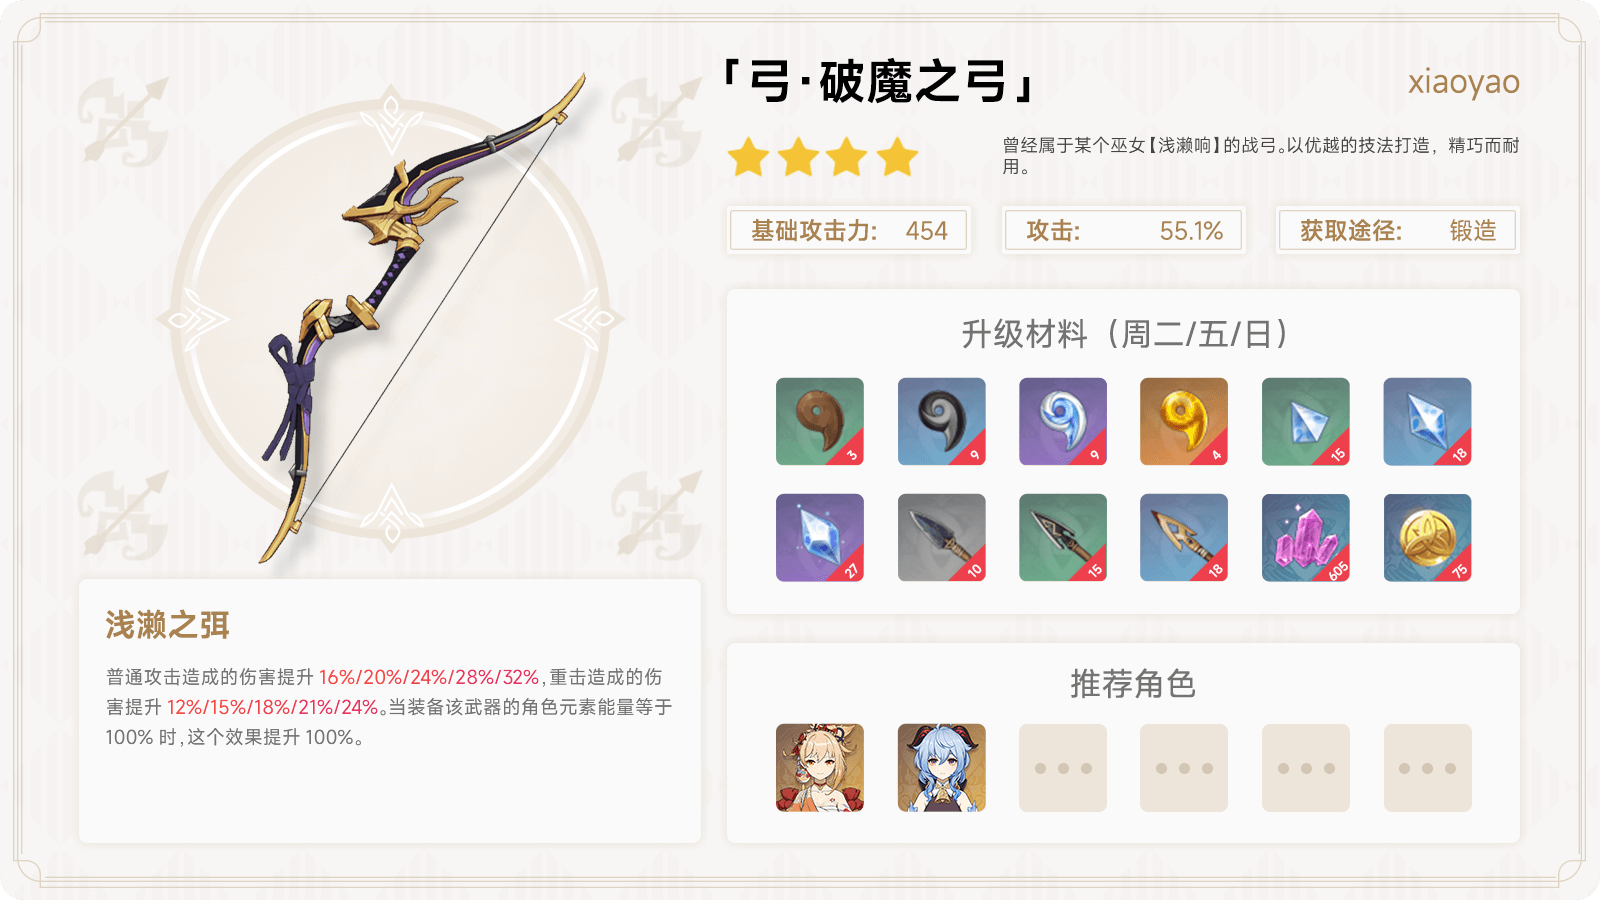 「弓·破魔之弓」
xiaoyao
曾经属于某个巫女【浅濑响】的战弓。以优越的技法打造，精巧而耐
用。
基础攻击力: 454
攻击: 55.1%
获取途径: 锻造
升级材料（周二/五/日）
3 9 9 4 15 18
27 10 15 18 605 75
浅濑之弭
普通攻击造成的伤害提升 16%/20%/24%/28%/32%,重击造成的伤
害提升 12%/15%/18%/21%/24%。当装备该武器的角色元素能量等于
100% 时,这个效果提升 100%。
推荐角色